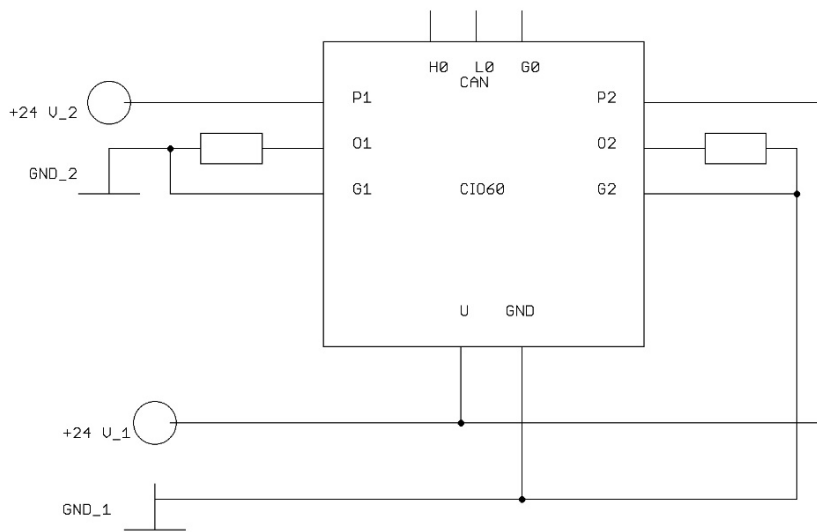 H0 L0 G0
CAN
P1 P2
+24 V_2
O1 O2
GND_2
G1 CIO60 G2
U GND
+24 V_1
GND_1